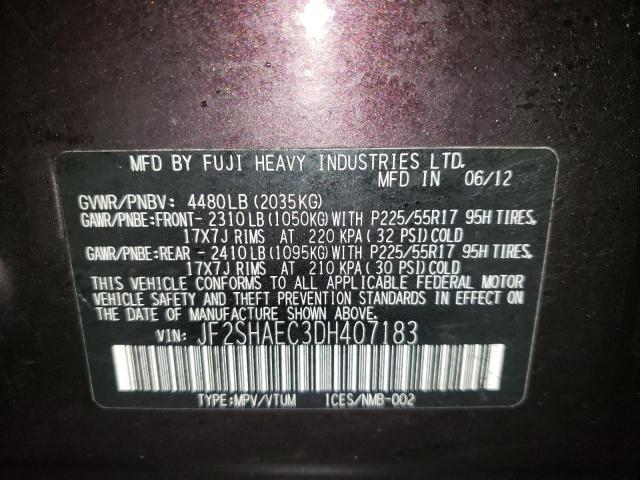 MFD BY FUJI HEAVY INDUSTRIES LTD.
MFD IN 06/12
GVWR/PNBV: 4480LB (2035KG)
GAWR/PNBE:FRONT- 2310LB (1050KG) WITH P225/55R17 95H TIRES,
17X7J RIMS AT 220 KPA ( 32 PSI) COLD
GAWR/PNBE:REAR - 2410LB (1095KG) WITH P225/55R17 95H TIRES,
17X7J RIMS AT 210 KPA ( 30 PSI) COLD
THIS VEHICLE CONFORMS TO ALL APPLICABLE FEDERAL MOTOR
VEHICLE SAFETY AND THEFT PREVENTION STANDARDS IN EFFECT ON
THE DATE OF MANUFACTURE SHOWN ABOVE.
VIN: JF2SHAEC3DH407183
TYPE:MPV/VTUM ICES/NMB-002